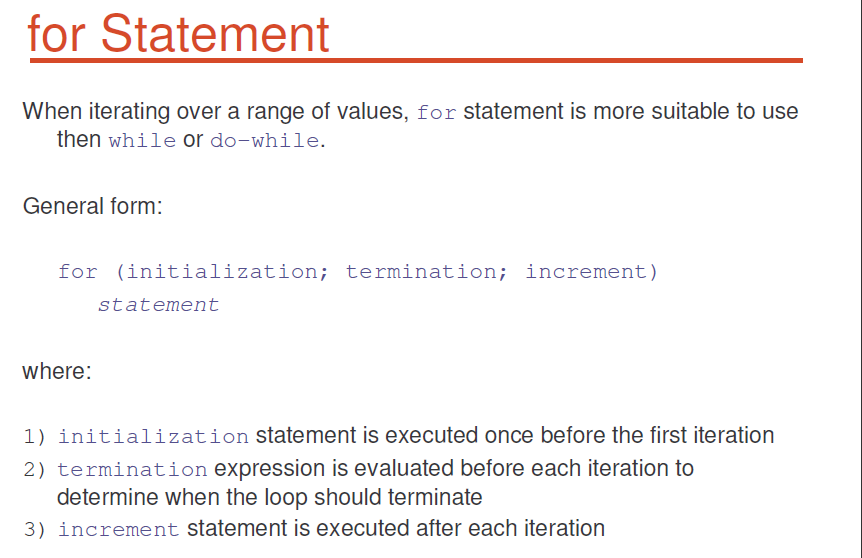 for Statement
When iterating over a range of values, for statement is more suitable to use
then while or do-while.
General form:
for (initialization; termination; increment)
statement
where:
1) initialization statement is executed once before the first iteration
2) termination expression is evaluated before each iteration to
determine when the loop should terminate
3) increment statement is executed after each iteration